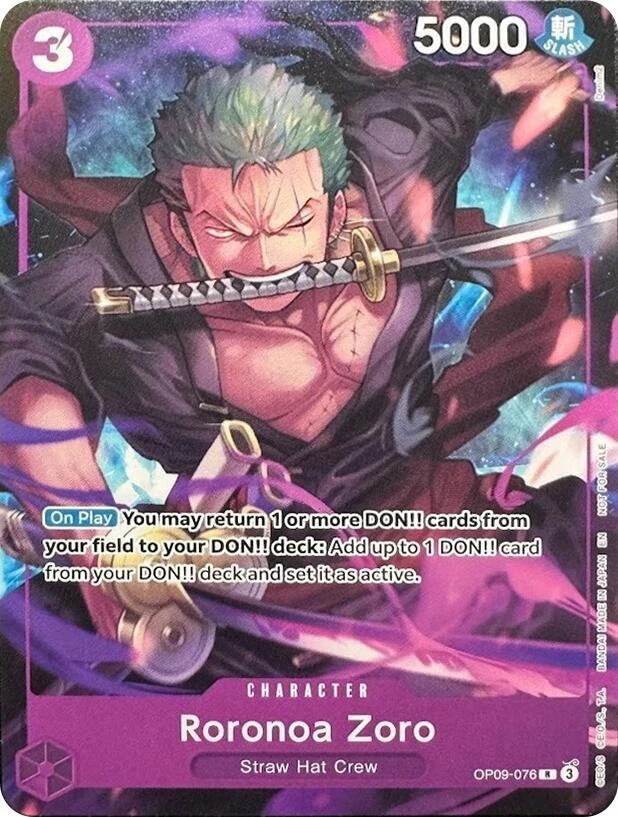 3
5000
斬
SLASH
On Play You may return 1 or more DON!! cards from
your field to your DON!! deck: Add up to 1 DON!! card
from your DON!! deck and set it as active.
CHARACTER
Roronoa Zoro
Straw Hat Crew
OP09-076 R 3
©E.O/S ©E.O./S., T.A. BANDAI MADE IN JAPAN EN NOT FOR SALE